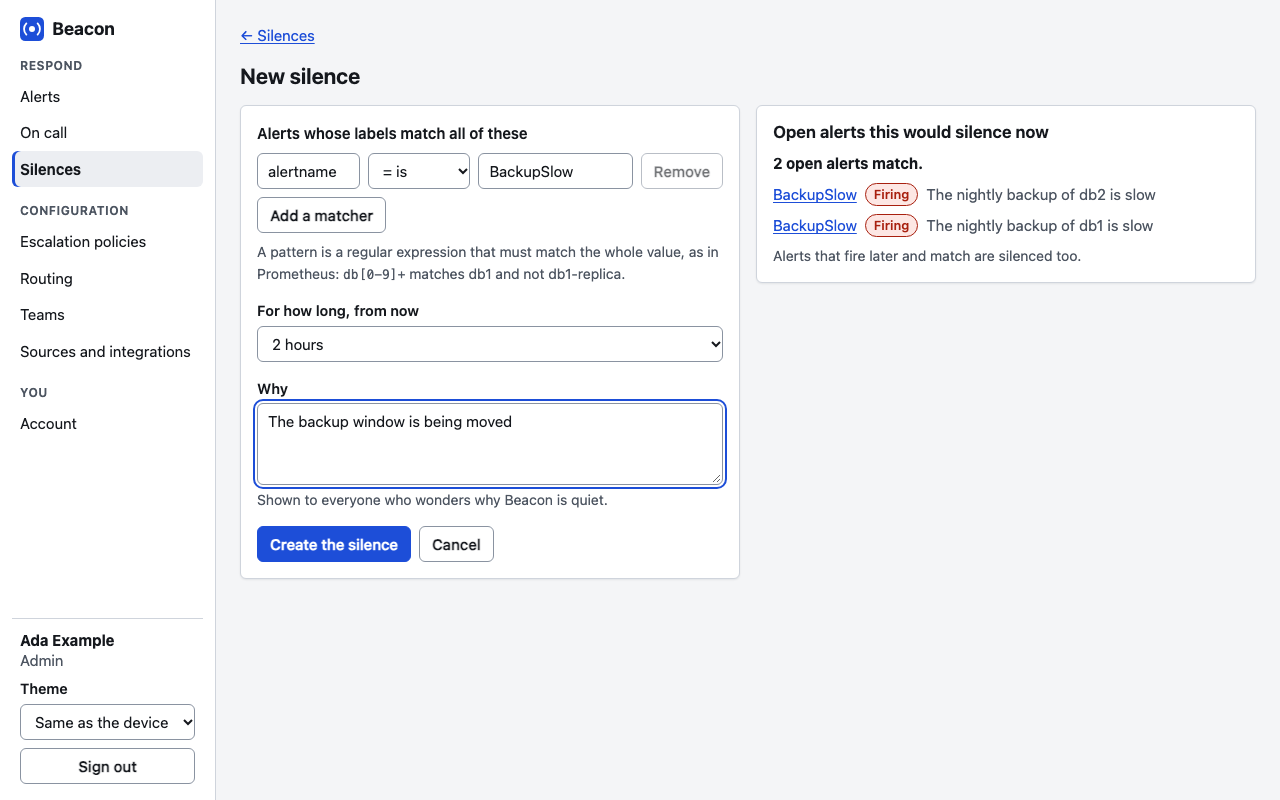 Beacon
RESPOND
Alerts
On call
Silences
CONFIGURATION
Escalation policies
Routing
Teams
Sources and integrations
YOU
Account
Ada Example
Admin
Theme
Same as the device
Sign out
← Silences
New silence
Alerts whose labels match all of these
alertname = is BackupSlow Remove
Add a matcher
A pattern is a regular expression that must match the whole value, as in
Prometheus: db[0-9]+ matches db1 and not db1-replica.
For how long, from now
2 hours
Why
The backup window is being moved
Shown to everyone who wonders why Beacon is quiet.
Create the silence Cancel
Open alerts this would silence now
2 open alerts match.
BackupSlow Firing The nightly backup of db2 is slow
BackupSlow Firing The nightly backup of db1 is slow
Alerts that fire later and match are silenced too.